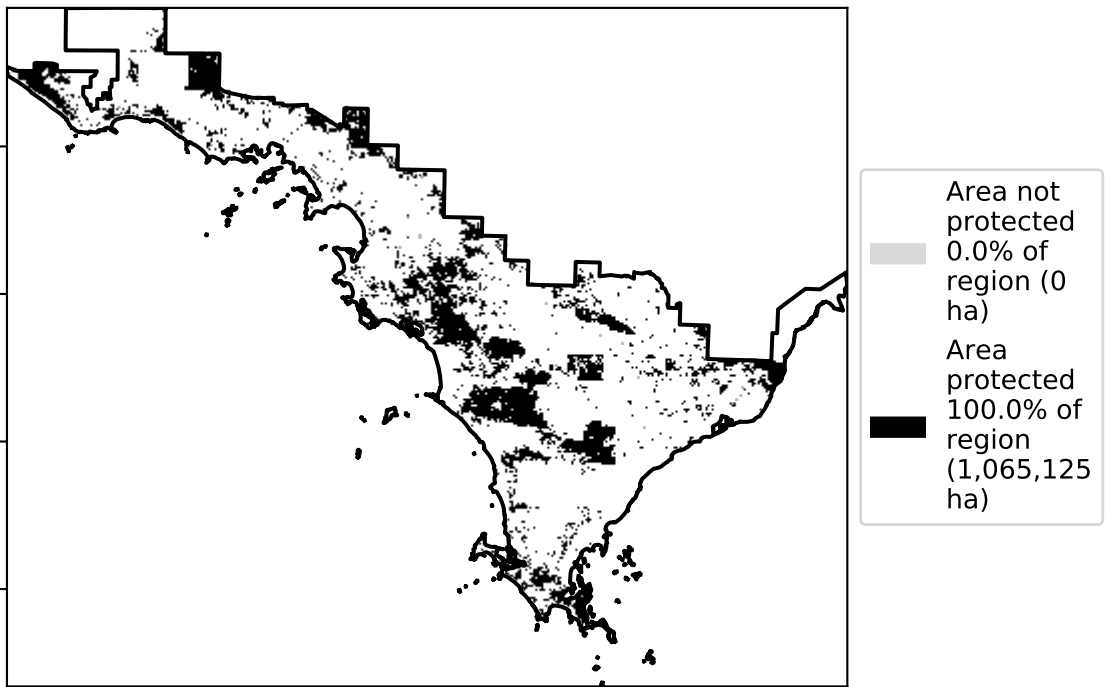 Area not
protected
0.0% of
region (0
ha)
Area
protected
100.0% of
region
(1,065,125
ha)